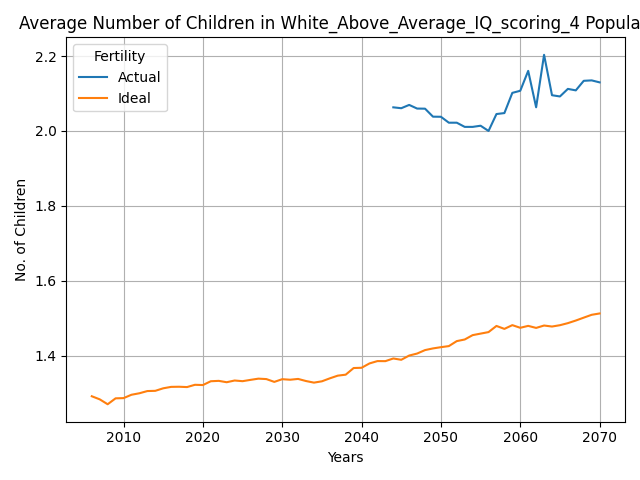 Average Number of Children in White_Above_Average_IQ_scoring_4 Popula
Fertility
Actual
Ideal
2.2
2.0
1.8
1.6
1.4
No. of Children
2010 2020 2030 2040 2050 2060 2070
Years